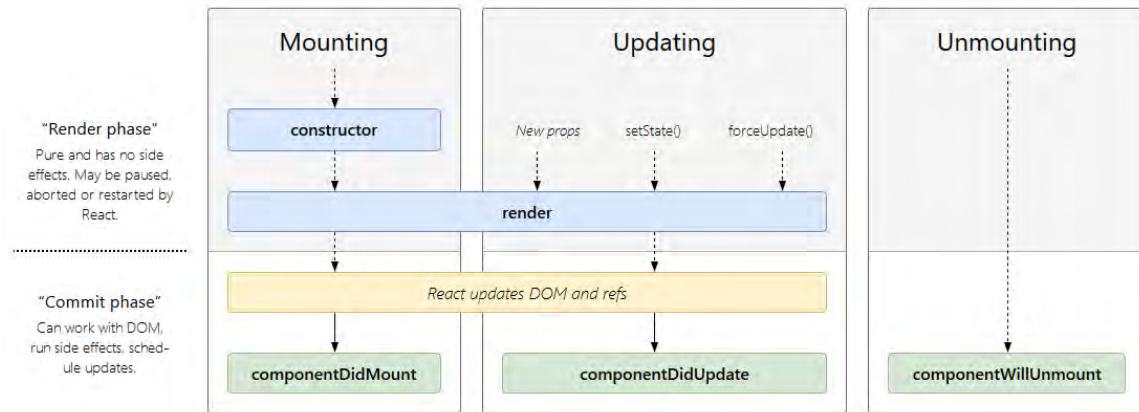 Mounting
Updating
Unmounting
“Render phase”
Pure and has no side
effects. May be paused,
aborted or restarted by
React.
constructor
New props
setState()
forceUpdate()
render
“Commit phase”
Can work with DOM,
run side effects, sched-
ule updates.
React updates DOM and refs
componentDidMount
componentDidUpdate
componentWillUnmount